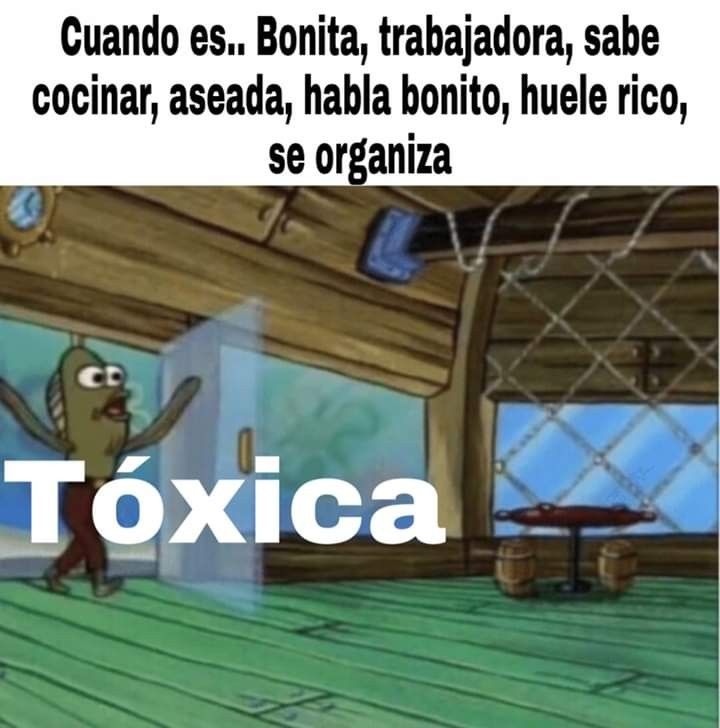 Cuando es.. Bonita, trabajadora, sabe
cocinar, aseada, habla bonito, huele rico,
se organiza
Tóxica